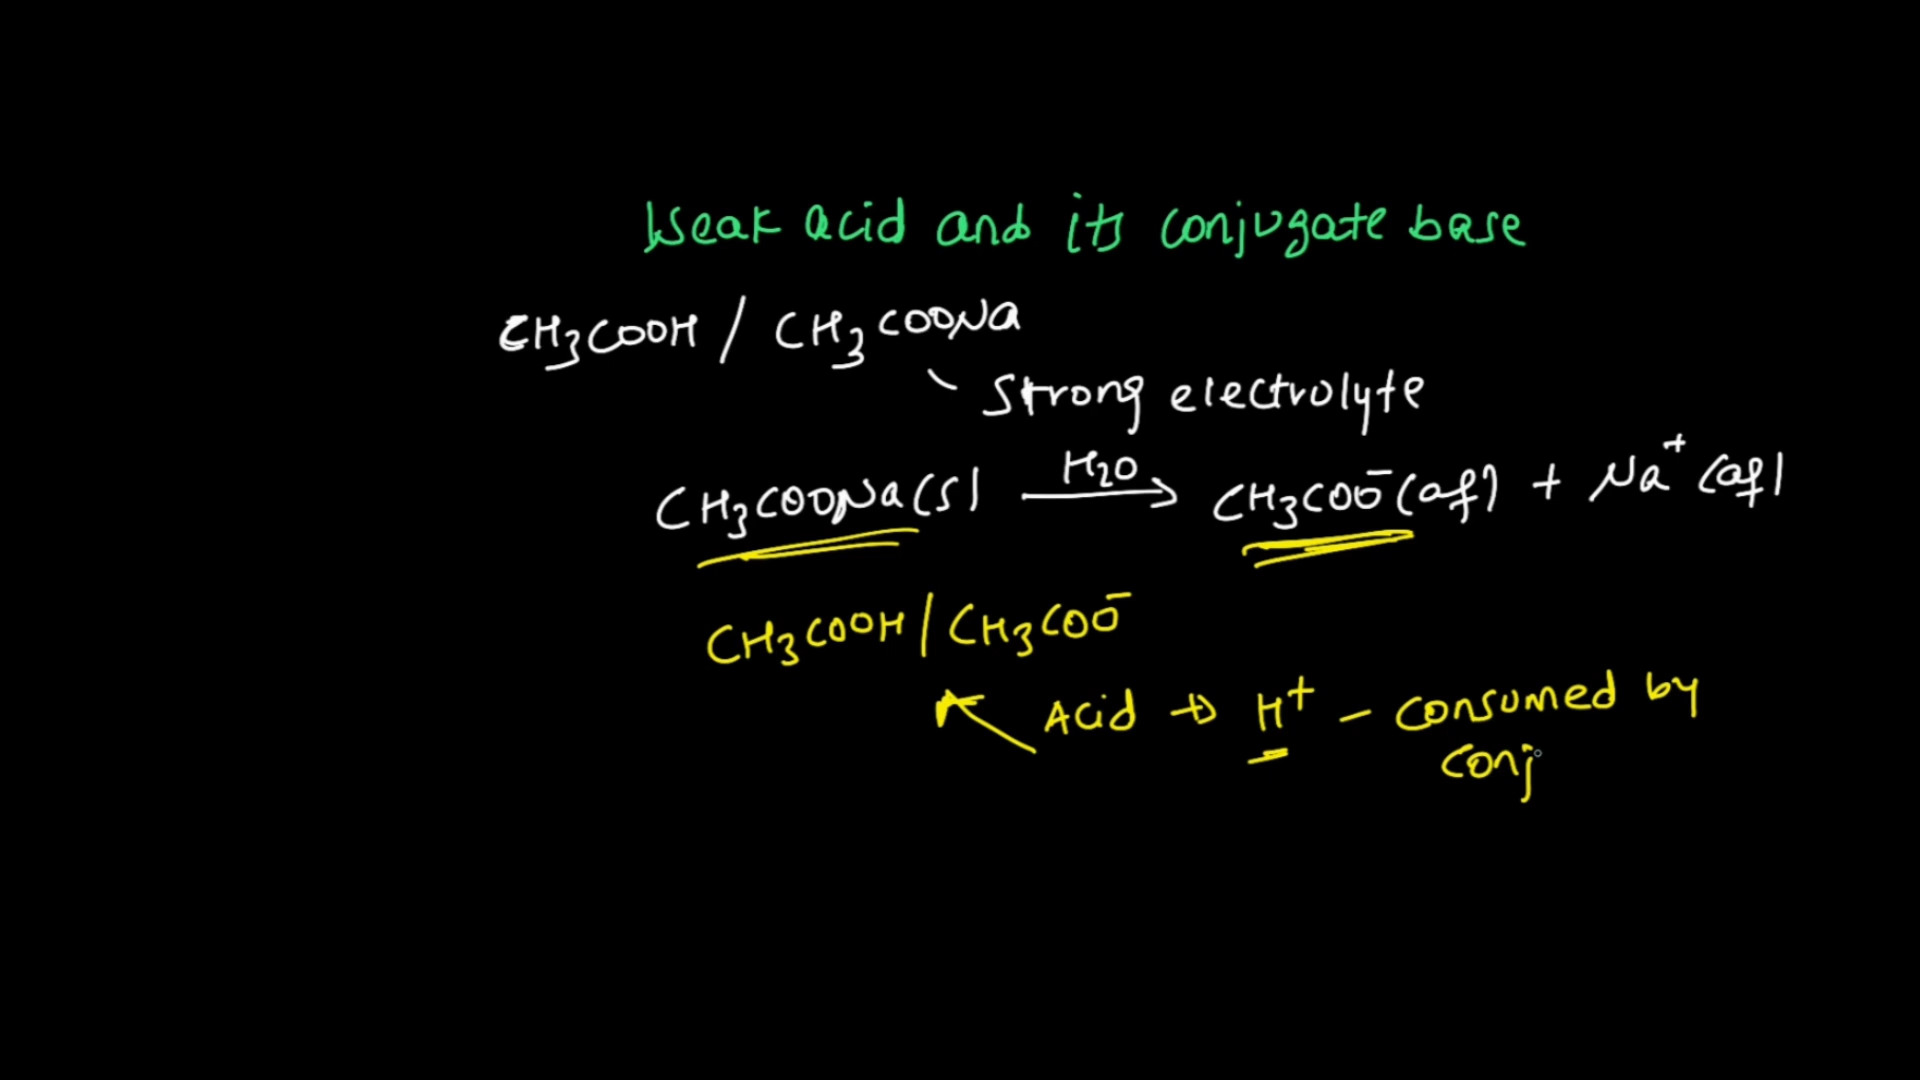 Weak acid and its conjugate base
CH3COOH / CH3COONa
Strong electrolyte
CH3COONa(s) H2O → CH3COO⁻(aq) + Na⁺(aq)
CH3COOH / CH3COO⁻
Acid → H⁺ – consumed by
conj